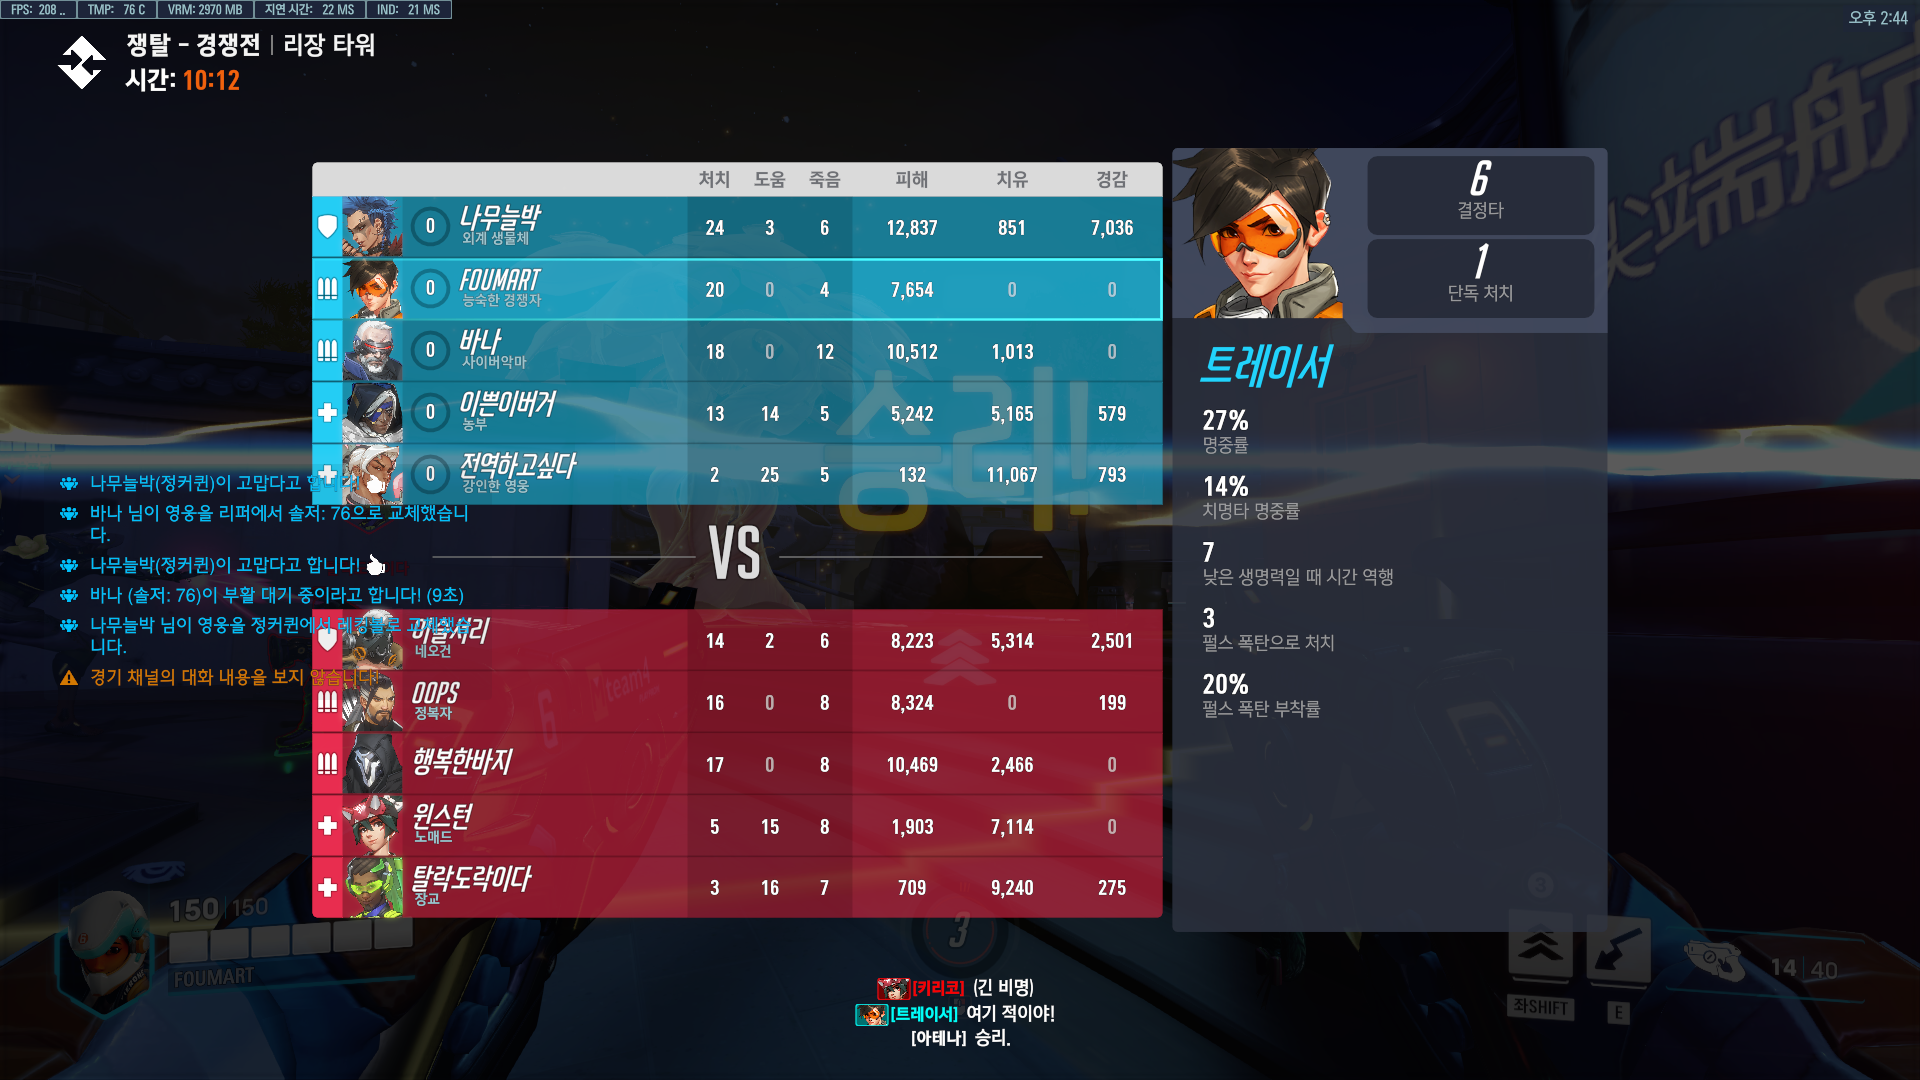 FPS: 208 .. TMP: 76 C VRM: 2970 MB 지연 시간: 22 MS IND: 21 MS
오후 2:44
쟁탈 - 경쟁전 | 리장 타워
시간: 10:12
처치 도움 죽음 피해 치유 경감
0 나무늘박 24 3 6 12,837 851 7,036
외계 생물체
0 FOUMART 20 0 4 7,654 0 0
능숙한 경쟁자
0 바나 18 0 12 10,512 1,013 0
사이버악마
0 이쁜이버거 13 14 5 5,242 5,165 579
농부
0 전역하고싶다 2 25 5 132 11,067 793
강인한 영웅
승리!
VS
나무늘박(정커퀸)이 고맙다고 합니다!
바나 님이 영웅을 리퍼에서 솔저: 76으로 교체했습니
다.
나무늘박(정커퀸)이 고맙다고 합니다!
바나 (솔저: 76)이 부활 대기 중이라고 합니다! (9초)
나무늘박 님이 영웅을 정커퀸에서 레킹볼로 교체했습
니다.
경기 채널의 대화 내용을 보지 않습니다!
14 2 6 8,223 5,314 2,501
네오건
OOPS 16 0 8 8,324 0 199
정복자
행복한바지 17 0 8 10,469 2,466 0
윈스턴 5 15 8 1,903 7,114 0
노매드
탈락도락이다 3 16 7 709 9,240 275
장교
6
결정타
1
단독 처치
트레이서
27%
명중률
14%
치명타 명중률
7
낮은 생명력일 때 시간 역행
3
펄스 폭탄으로 처치
20%
펄스 폭탄 부착률
尖端航
150 | 150
FOUMART
3
[키리코] (긴 비명)
[트레이서] 여기 적이야!
[아테나] 승리.
3
좌SHIFT E
14 | 40